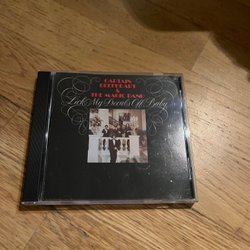 CAPTAIN
BEEFHEART
&
THE MAGIC BAND
Lick My Decals Off, Baby